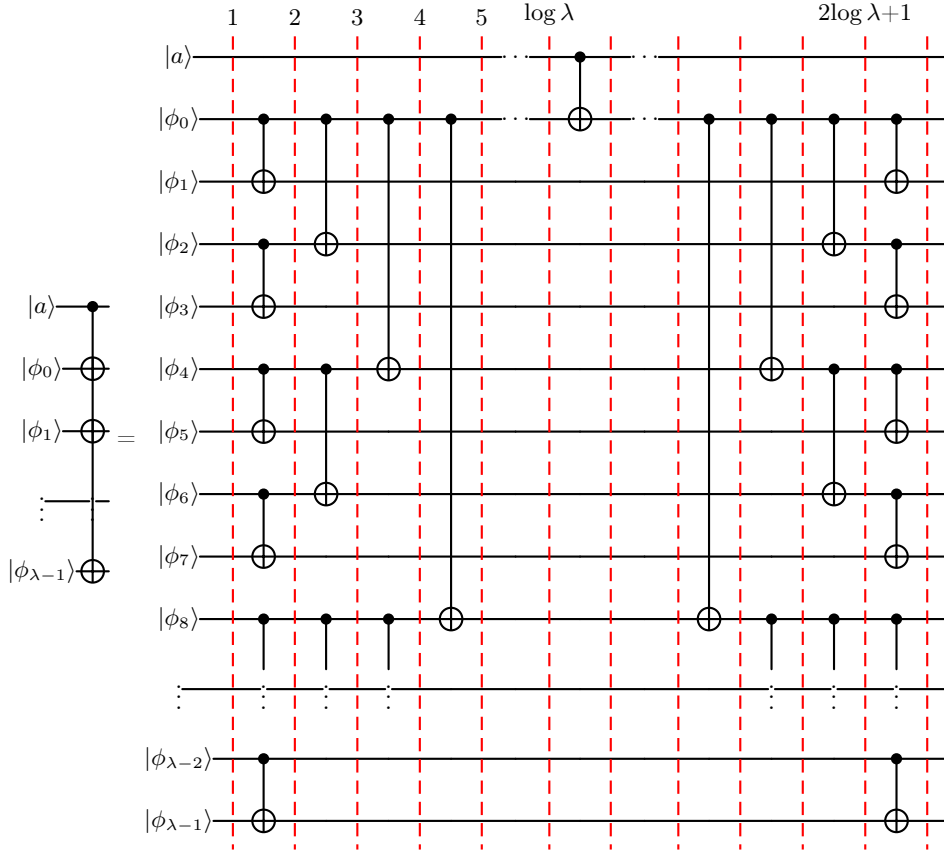 1 2 3 4 5 log λ 2log λ+1
|a⟩
|ϕ₀⟩
|ϕ₁⟩
|ϕ₂⟩
|ϕ₃⟩
|ϕ₄⟩
|ϕ₅⟩
|ϕ₆⟩
|ϕ₇⟩
|ϕ₈⟩
|ϕλ−2⟩
|ϕλ−1⟩
|a⟩
|ϕ₀⟩
|ϕ₁⟩
=
|ϕλ−1⟩